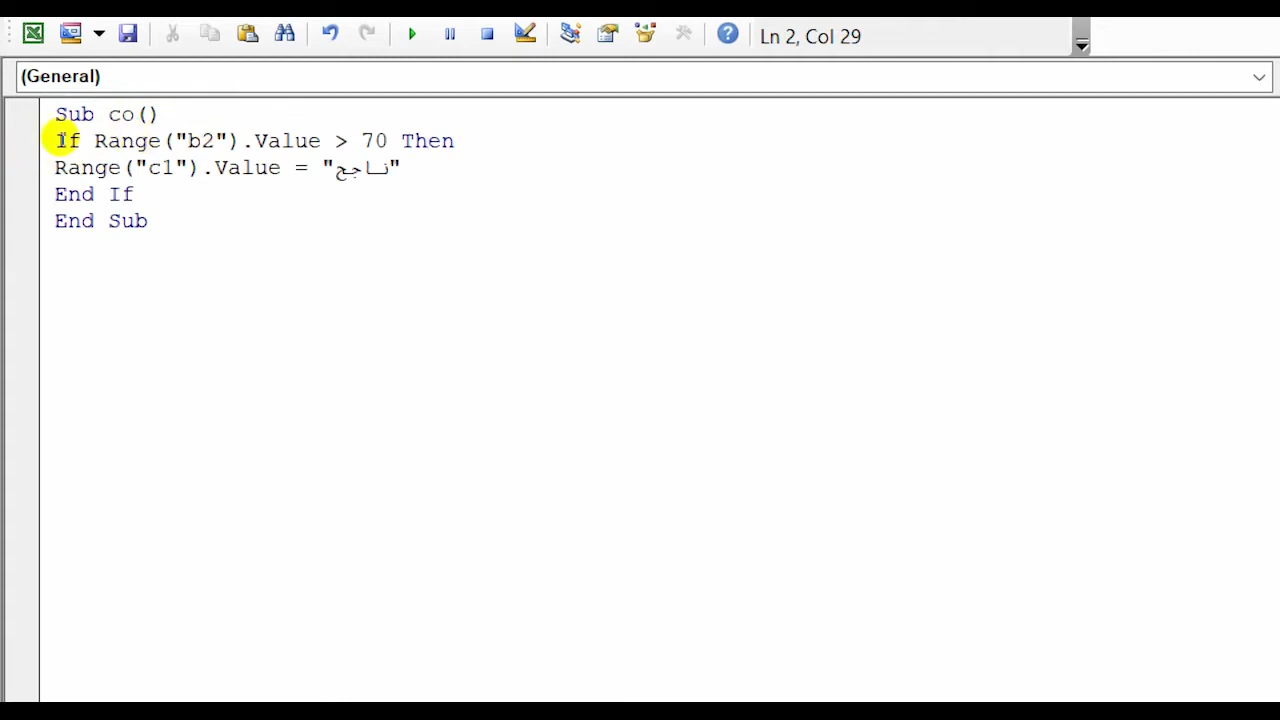 Ln 2, Col 29
(General)
Sub co()
If Range("b2").Value > 70 Then
Range("c1").Value = "ناجح"
End If
End Sub